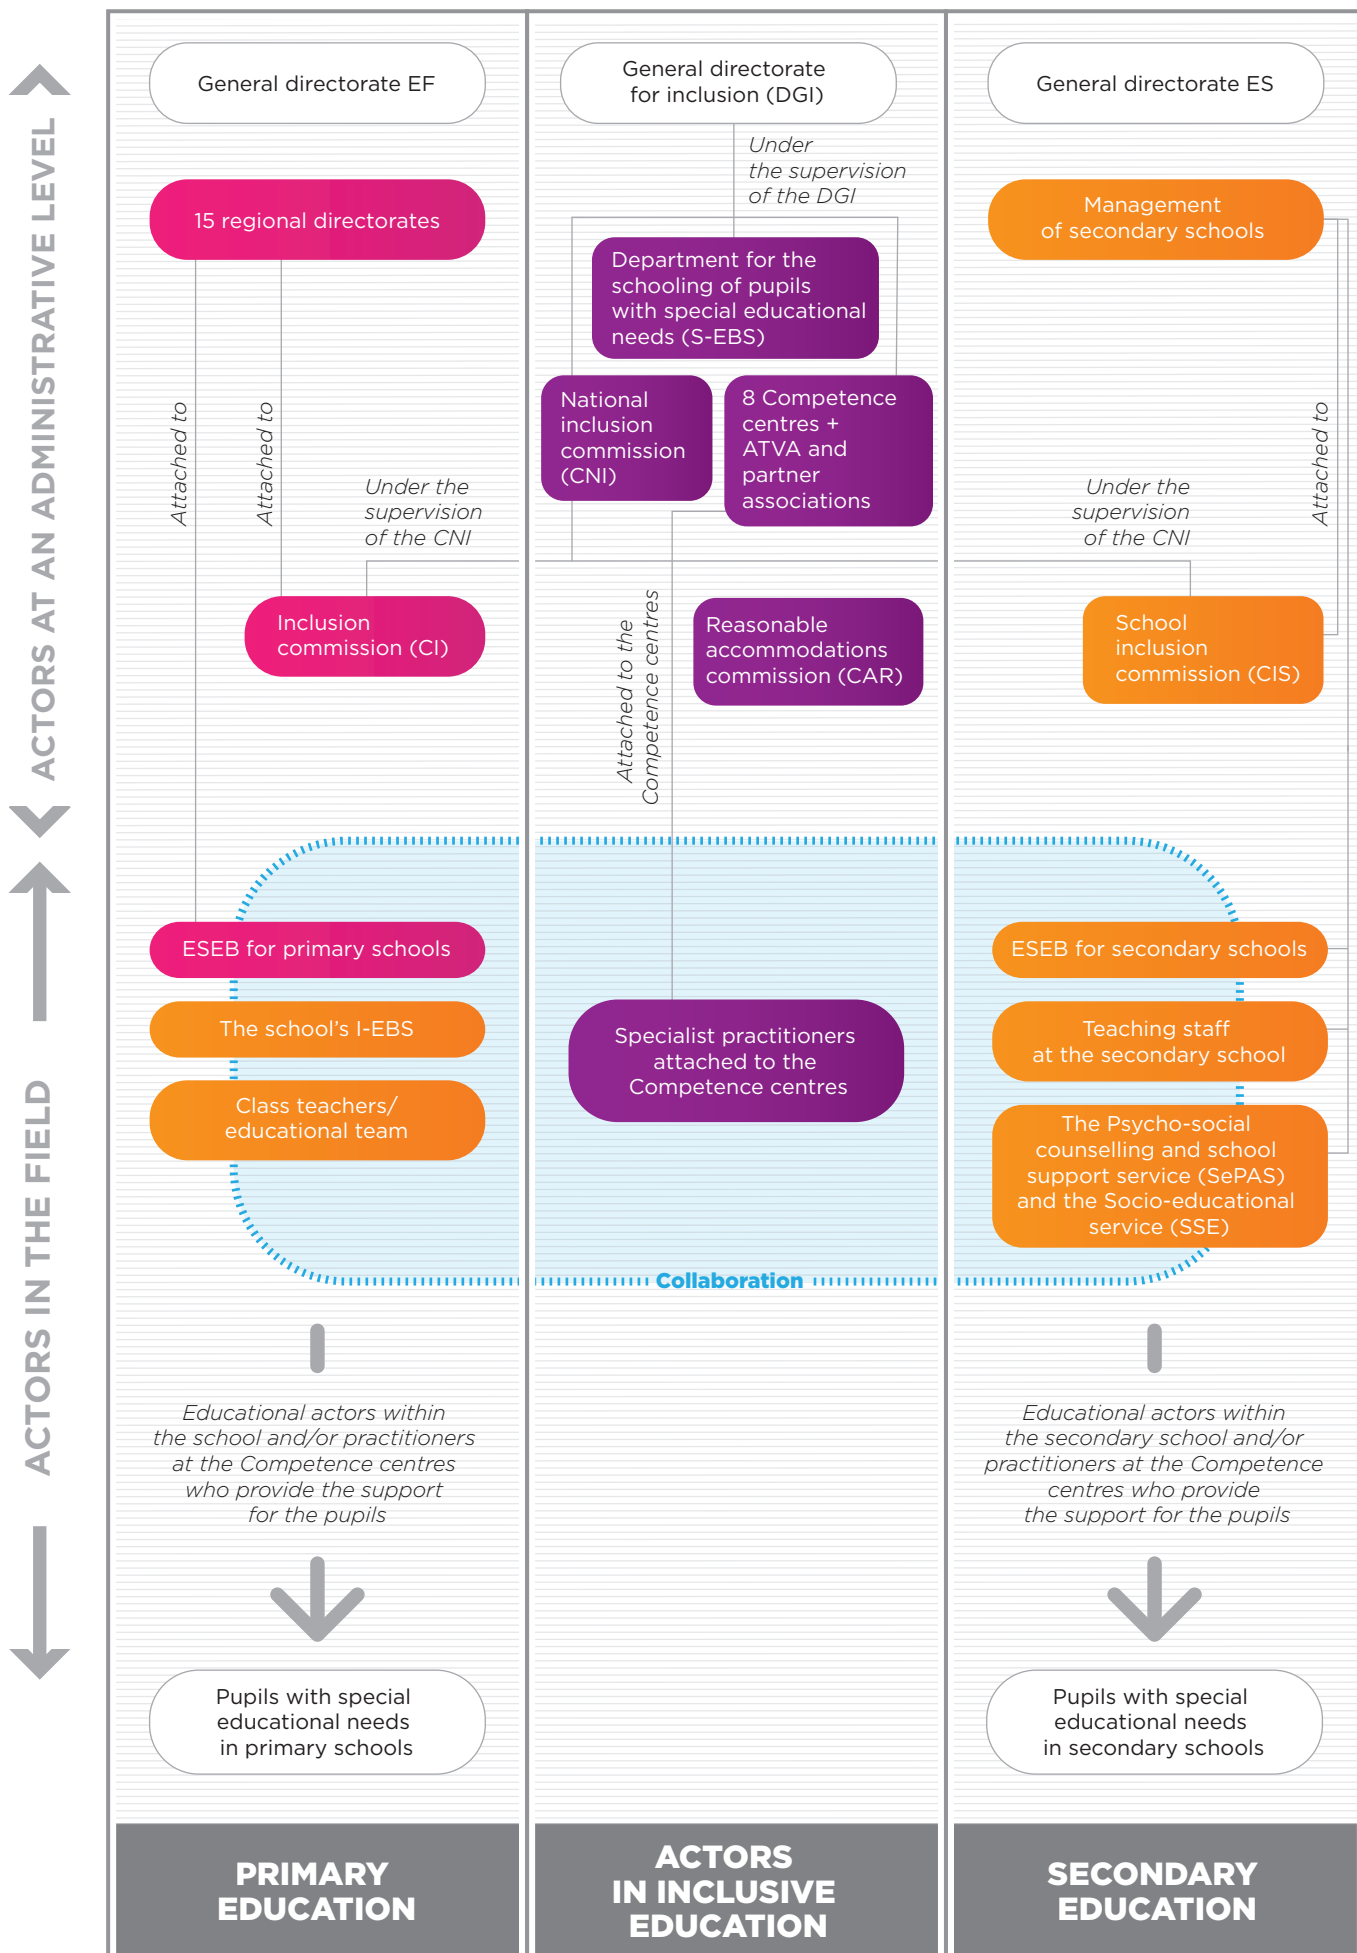 ACTORS AT AN ADMINISTRATIVE LEVEL
ACTORS IN THE FIELD
General directorate EF
15 regional directorates
Attached to
Attached to
Under the
supervision
of the CNI
Inclusion
commission (CI)
ESEB for primary schools
The school’s I-EBS
Class teachers/
educational team
Educational actors within
the school and/or practitioners
at the Competence centres
who provide the support
for the pupils
Pupils with special
educational needs
in primary schools
PRIMARY
EDUCATION
General directorate
for inclusion (DGI)
Under
the supervision
of the DGI
Department for the
schooling of pupils
with special educational
needs (S-EBS)
National
inclusion
commission
(CNI)
8 Competence
centres +
ATVA and
partner
associations
Attached to the
Competence centres
Reasonable
accommodations
commission (CAR)
Specialist practitioners
attached to the
Competence centres
Collaboration
ACTORS
IN INCLUSIVE
EDUCATION
General directorate ES
Management
of secondary schools
Attached to
Under the
supervision
of the CNI
School
inclusion
commission (CIS)
ESEB for secondary schools
Teaching staff
at the secondary school
The Psycho-social
counselling and school
support service (SePAS)
and the Socio-educational
service (SSE)
Educational actors within
the secondary school and/or
practitioners at the Competence
centres who provide
the support for the pupils
Pupils with special
educational needs
in secondary schools
SECONDARY
EDUCATION